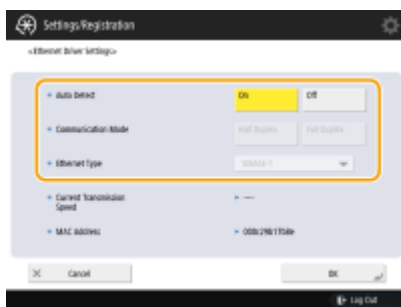 Settings/Registration
<Ethernet Driver Settings>
Auto Detect
On
Off
Communication Mode
Half Duplex
Full Duplex
Ethernet Type
10BASE-T
Current Transmission
Speed
----
MAC Address
Cancel
OK
Log Out